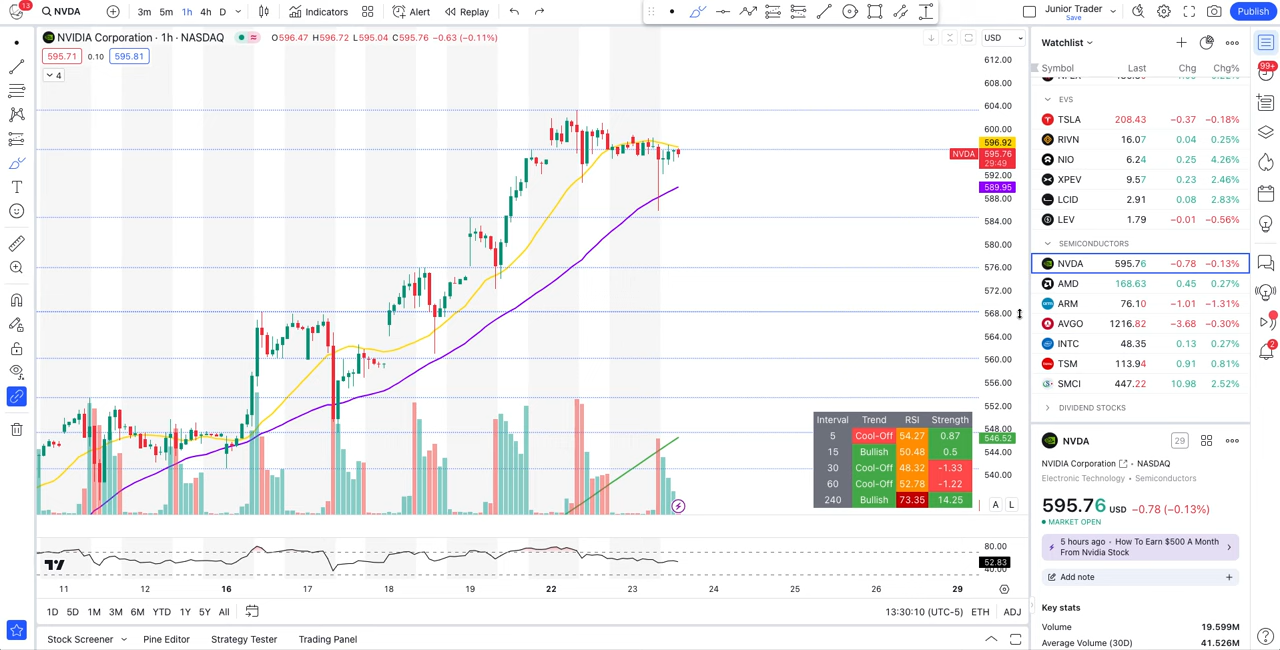 13 NVDA 3m 5m 1h 4h D Indicators Alert Replay Junior Trader Save Publish
NVIDIA Corporation · 1h · NASDAQ O596.47 H596.72 L595.04 C595.76 −0.63 (−0.11%)
595.71 0.10 595.81
4
USD
612.00
608.00
604.00
600.00
596.92
NVDA 595.76
29:49
592.00
589.95
588.00
584.00
580.00
576.00
572.00
568.00
564.00
560.00
556.00
552.00
548.00
546.52
544.00
540.00
Interval Trend RSI Strength
5 Cool-Off 54.27 0.87
15 Bullish 50.48 0.5
30 Cool-Off 48.32 -1.33
60 Cool-Off 52.78 -1.22
240 Bullish 73.35 14.25
A L
80.00
52.83
40.00
11 12 16 17 18 19 22 23 24 25 26 29
1D 5D 1M 3M 6M YTD 1Y 5Y All 13:30:10 (UTC-5) ETH ADJ
Stock Screener Pine Editor Strategy Tester Trading Panel
Watchlist
Symbol Last Chg Chg%
EVS
TSLA 208.43 −0.37 −0.18%
RIVN 16.07 0.04 0.25%
NIO 6.24 0.25 4.26%
XPEV 9.57 0.23 2.46%
LCID 2.91 0.08 2.83%
LEV 1.79 −0.01 −0.56%
SEMICONDUCTORS
NVDA 595.76 −0.78 −0.13%
AMD 168.63 0.45 0.27%
ARM 76.10 −1.01 −1.31%
AVGO 1216.82 −3.68 −0.30%
INTC 48.35 0.13 0.27%
TSM 113.94 0.91 0.81%
SMCI 447.22 10.98 2.52%
DIVIDEND STOCKS
NVDA 29
NVIDIA Corporation • NASDAQ
Electronic Technology • Semiconductors
595.76 USD −0.78 (−0.13%)
MARKET OPEN
5 hours ago • How To Earn $500 A Month
From Nvidia Stock
Add note
Key stats
Volume 19.599M
Average Volume (30D) 41.526M
99+
2